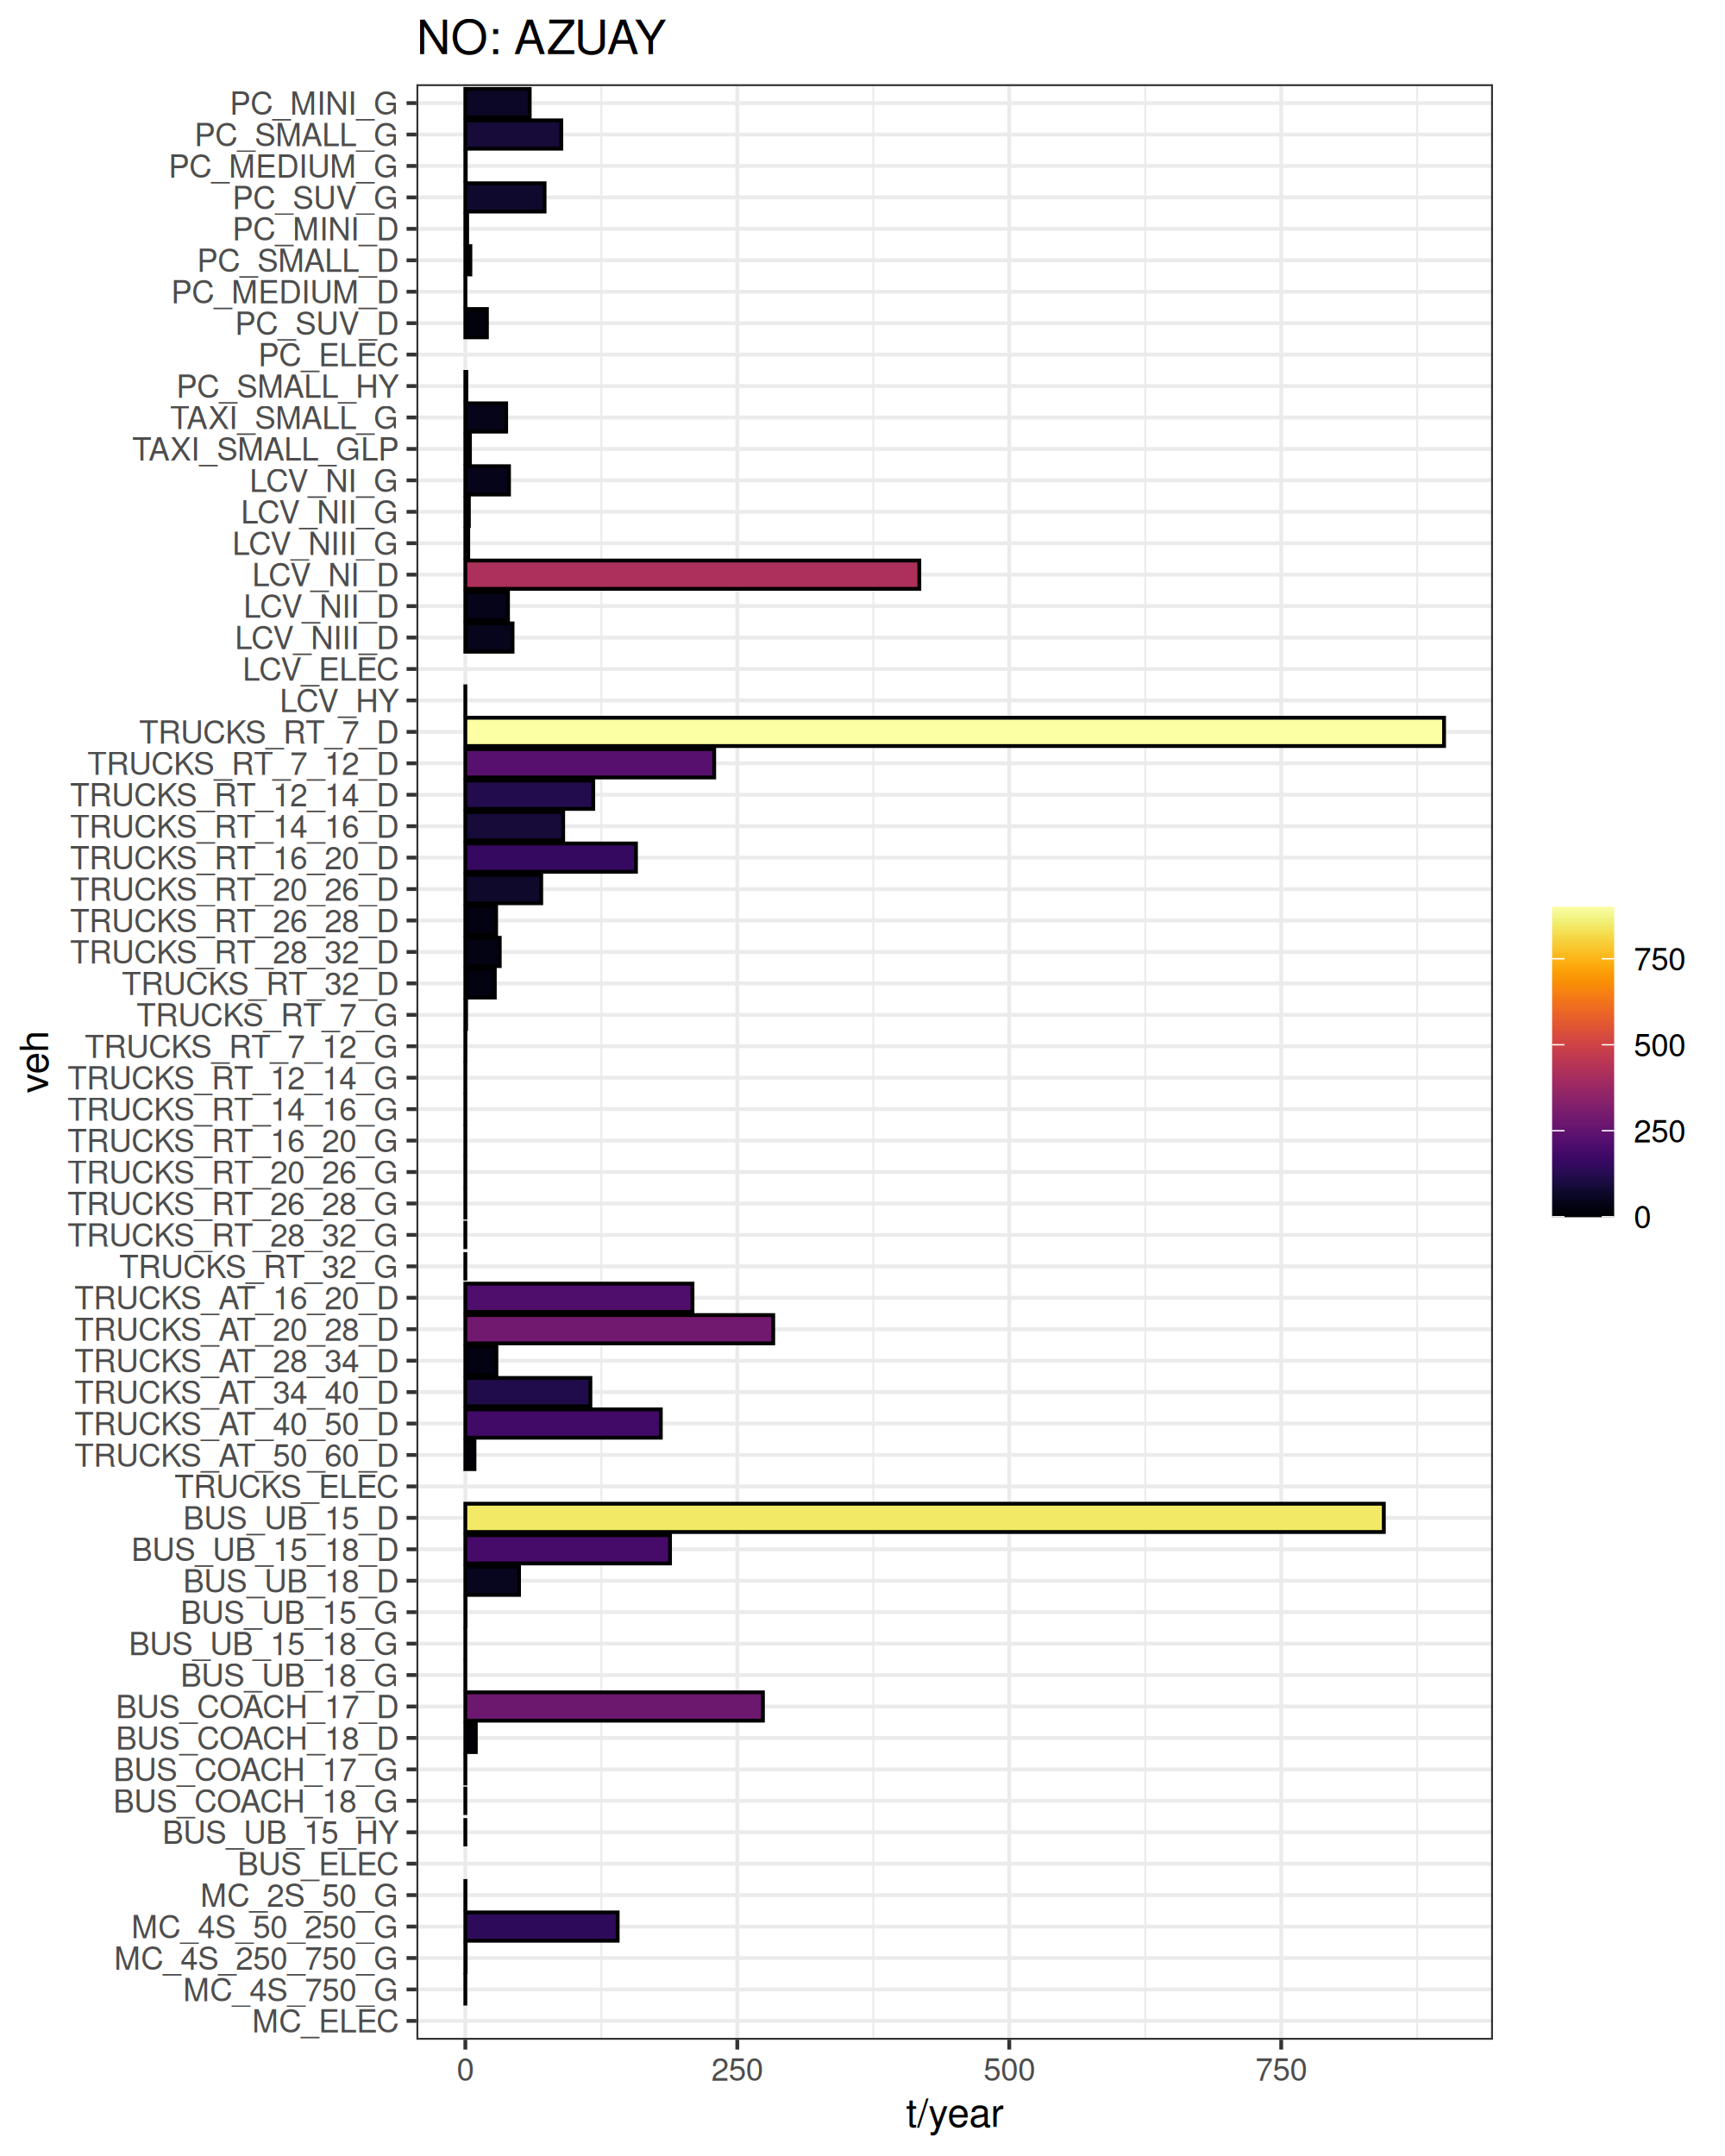 NO: AZUAY
PC_MINI_G
PC_SMALL_G
PC_MEDIUM_G
PC_SUV_G
PC_MINI_D
PC_SMALL_D
PC_MEDIUM_D
PC_SUV_D
PC_ELEC
PC_SMALL_HY
TAXI_SMALL_G
TAXI_SMALL_GLP
LCV_NI_G
LCV_NII_G
LCV_NIII_G
LCV_NI_D
LCV_NII_D
LCV_NIII_D
LCV_ELEC
LCV_HY
TRUCKS_RT_7_D
TRUCKS_RT_7_12_D
TRUCKS_RT_12_14_D
TRUCKS_RT_14_16_D
TRUCKS_RT_16_20_D
TRUCKS_RT_20_26_D
TRUCKS_RT_26_28_D
TRUCKS_RT_28_32_D
TRUCKS_RT_32_D
TRUCKS_RT_7_G
TRUCKS_RT_7_12_G
TRUCKS_RT_12_14_G
TRUCKS_RT_14_16_G
TRUCKS_RT_16_20_G
TRUCKS_RT_20_26_G
TRUCKS_RT_26_28_G
TRUCKS_RT_28_32_G
TRUCKS_RT_32_G
TRUCKS_AT_16_20_D
TRUCKS_AT_20_28_D
TRUCKS_AT_28_34_D
TRUCKS_AT_34_40_D
TRUCKS_AT_40_50_D
TRUCKS_AT_50_60_D
TRUCKS_ELEC
BUS_UB_15_D
BUS_UB_15_18_D
BUS_UB_18_D
BUS_UB_15_G
BUS_UB_15_18_G
BUS_UB_18_G
BUS_COACH_17_D
BUS_COACH_18_D
BUS_COACH_17_G
BUS_COACH_18_G
BUS_UB_15_HY
BUS_ELEC
MC_2S_50_G
MC_4S_50_250_G
MC_4S_250_750_G
MC_4S_750_G
MC_ELEC
veh
0 250 500 750
t/year
750
500
250
0